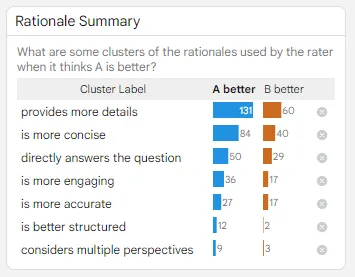 Rationale Summary
What are some clusters of the rationales used by the rater
when it thinks A is better?
Cluster Label A better B better
provides more details 131 60
is more concise 84 40
directly answers the question 50 29
is more engaging 36 17
is more accurate 27 17
is better structured 12 2
considers multiple perspectives 9 3